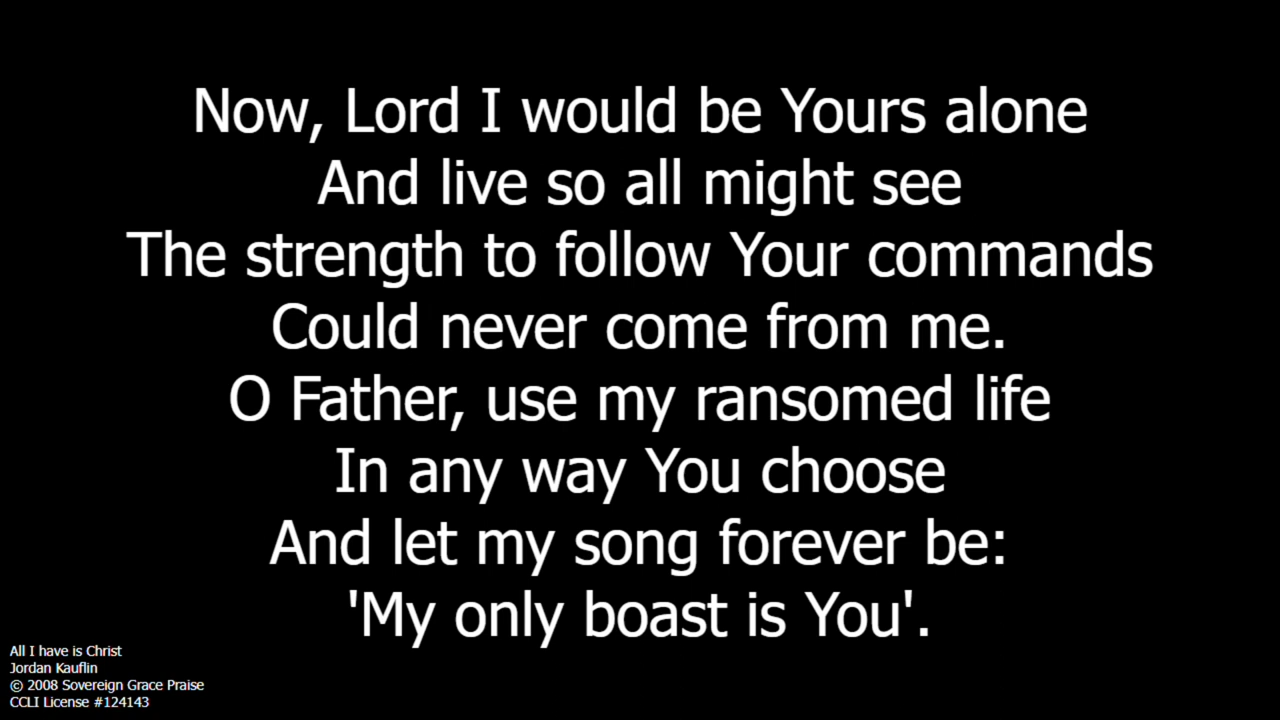 Now, Lord I would be Yours alone
And live so all might see
The strength to follow Your commands
Could never come from me.
O Father, use my ransomed life
In any way You choose
And let my song forever be:
'My only boast is You'.
All I have is Christ
Jordan Kauflin
© 2008 Sovereign Grace Praise
CCLI License #124143